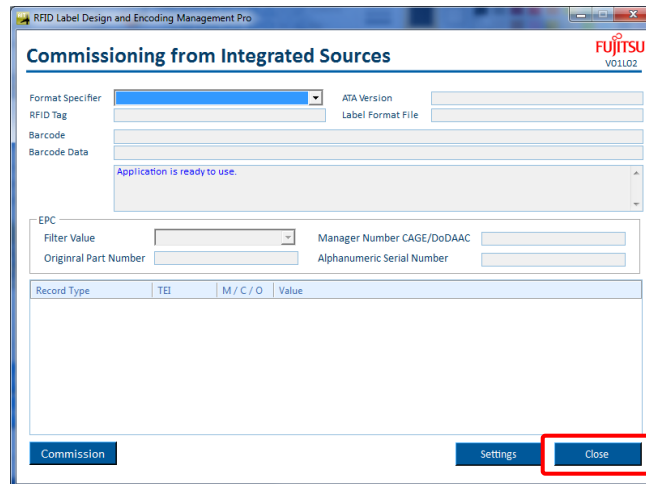 RFID Label Design and Encoding Management Pro
Commissioning from Integrated Sources
FUJITSU
V01L02
Format Specifier
ATA Version
RFID Tag
Label Format File
Barcode
Barcode Data
Application is ready to use.
EPC
Filter Value
Manager Number CAGE/DoDAAC
Originral Part Number
Alphanumeric Serial Number
Record Type TEI M / C / O Value
Commission
Settings
Close